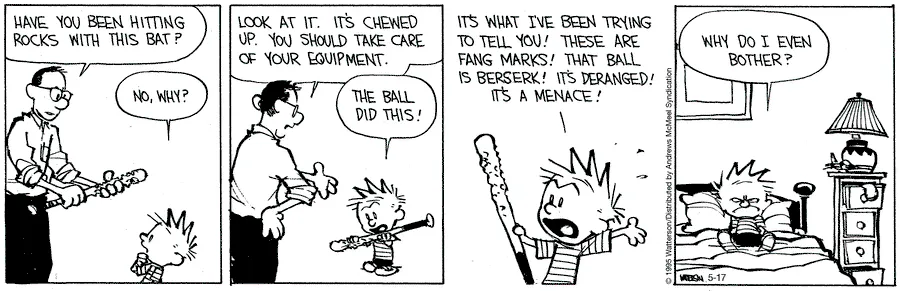 HAVE YOU BEEN HITTING
ROCKS WITH THIS BAT?
NO, WHY?
LOOK AT IT. IT'S CHEWED
UP. YOU SHOULD TAKE CARE
OF YOUR EQUIPMENT.
THE BALL
DID THIS!
IT'S WHAT I'VE BEEN TRYING
TO TELL YOU! THESE ARE
FANG MARKS! THAT BALL
IS BERSERK! IT'S DERANGED!
IT'S A MENACE!
© 1995 Watterson/Distributed by Andrews McMeel Syndication
WHY DO I EVEN
BOTHER?
5-17